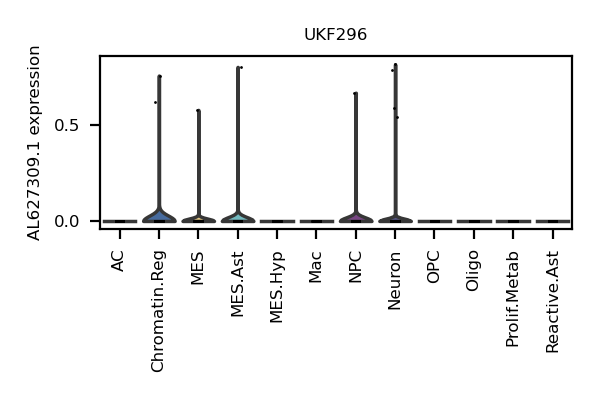 UKF296
AL627309.1 expression
0.5
0.0
AC
Chromatin.Reg
MES
MES.Ast
MES.Hyp
Mac
NPC
Neuron
OPC
Oligo
Prolif.Metab
Reactive.Ast